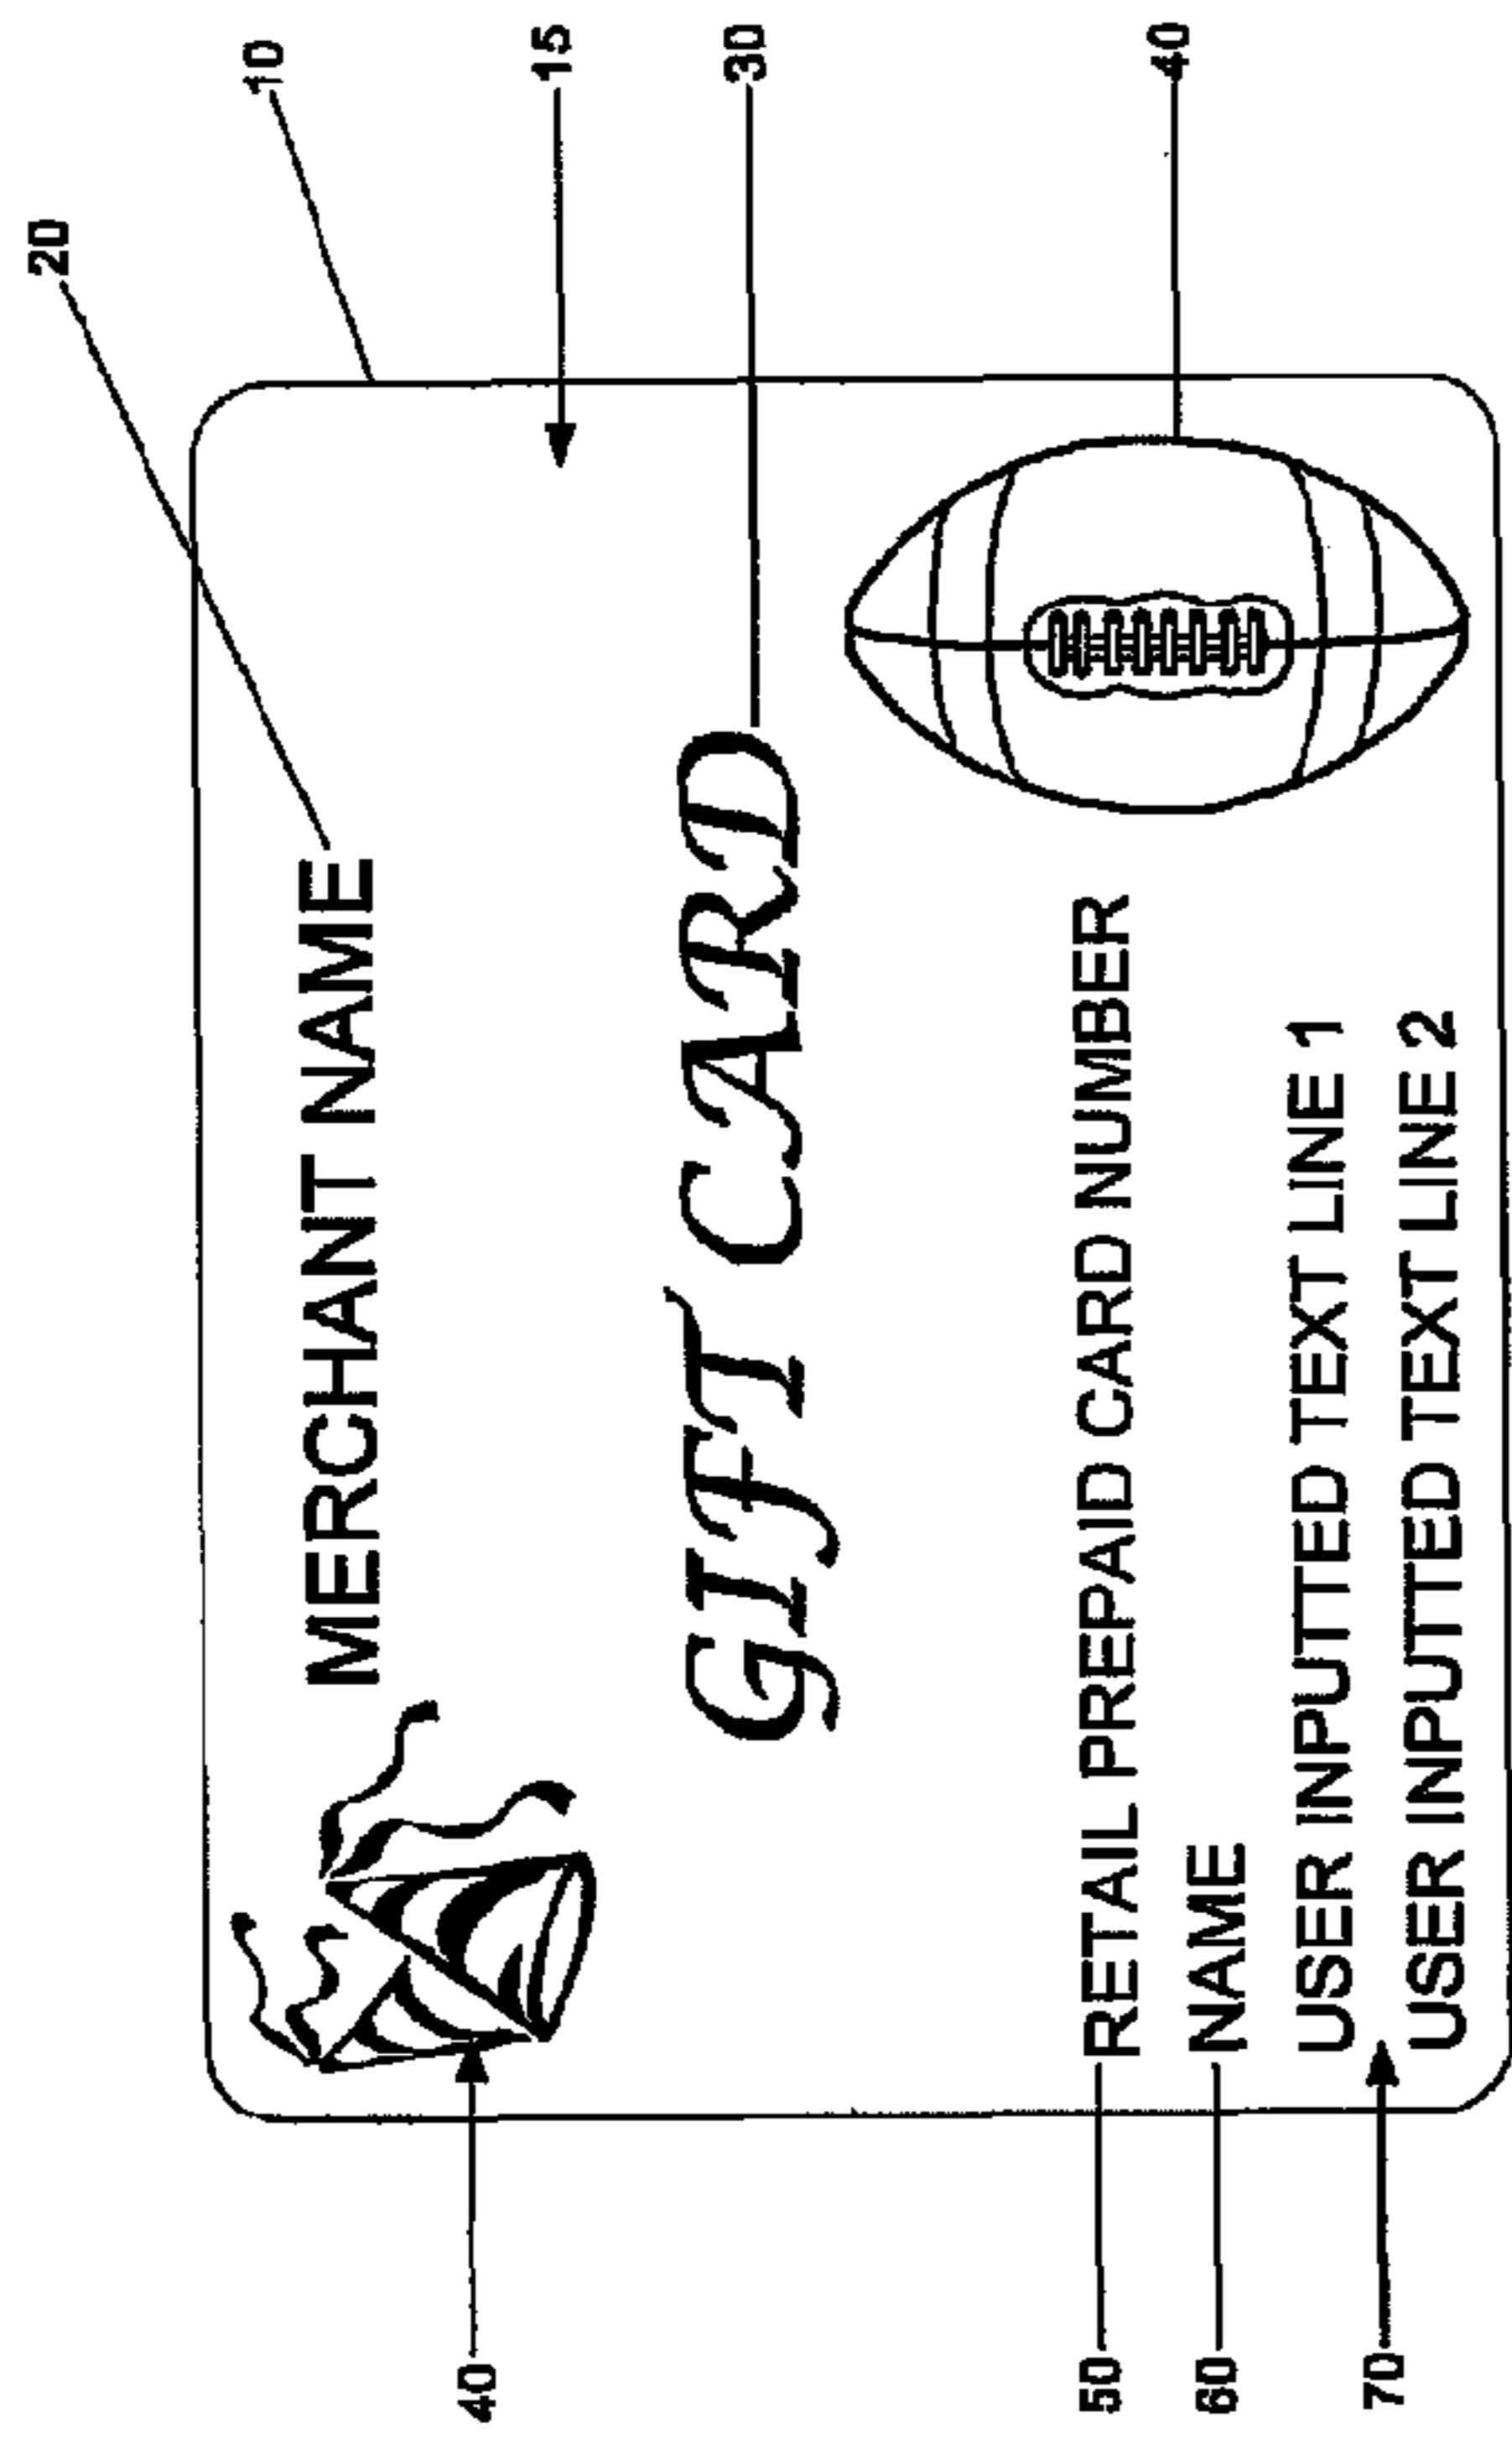 20
10
MERCHANT NAME
15
40
GIFT CARD
30
50
RETAIL PREPAID CARD NUMBER
60
NAME
40
70
USER INPUTTED TEXT LINE 1
USER INPUTTED TEXT LINE 2